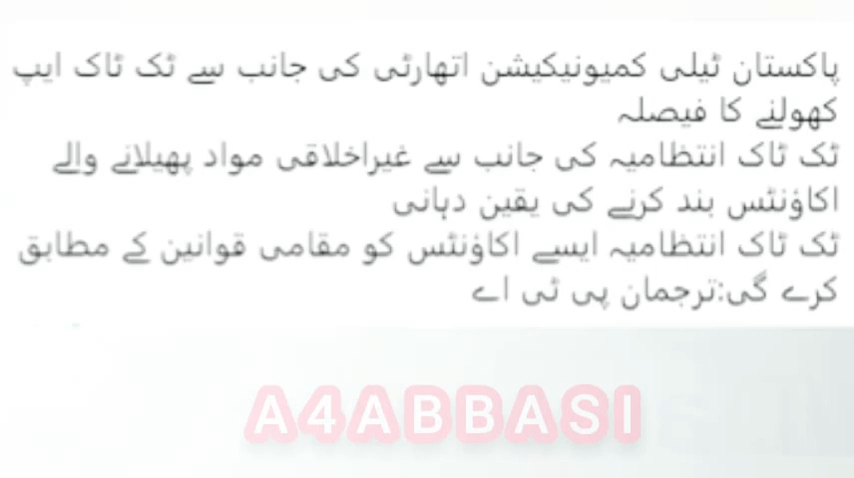 پاکستان ٹیلی کمیونیکیشن اتھارٹی کی جانب سے ٹک ٹاک ایپ
کھولنے کا فیصلہ
ٹک ٹاک انتظامیہ کی جانب سے غیراخلاقی مواد پھیلانے والے
اکاؤنٹس بند کرنے کی یقین دہانی
ٹک ٹاک انتظامیہ ایسے اکاؤنٹس کو مقامی قوانین کے مطابق
کرے گی:ترجمان پی ٹی اے
A4ABBASI